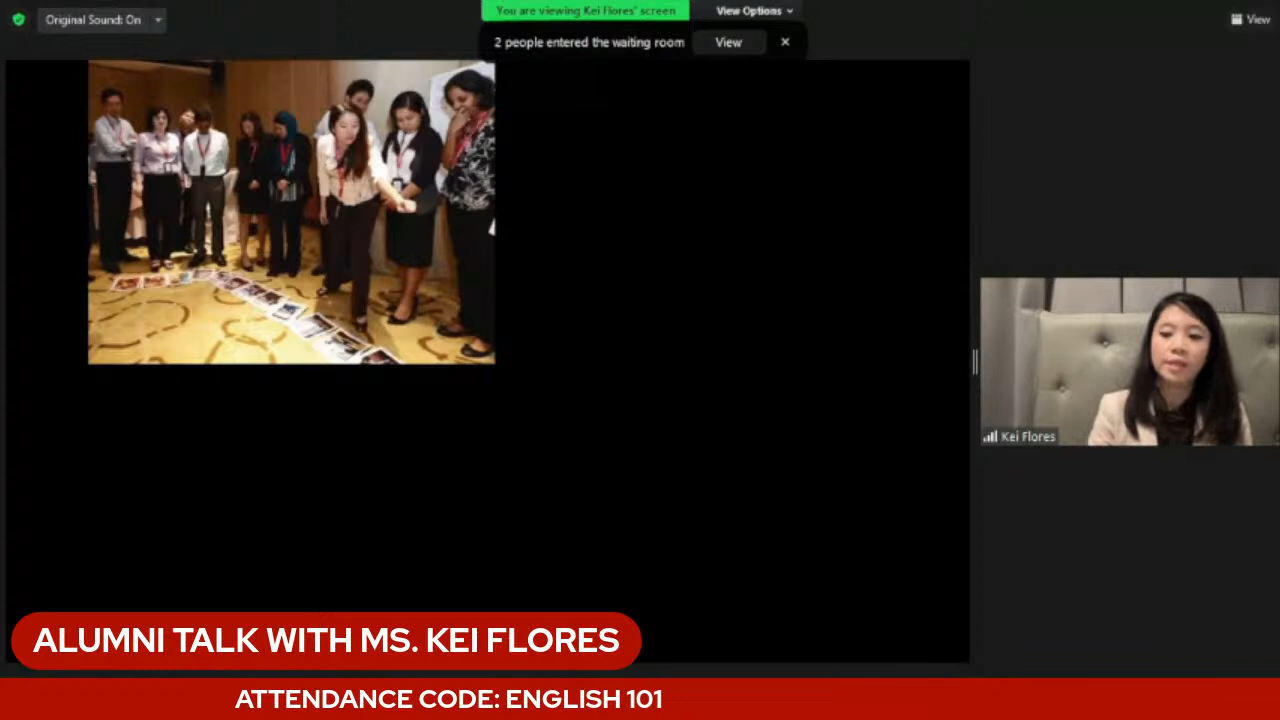 Original Sound: On
You are viewing Kei Flores' screen
View Options
View
2 people entered the waiting room
View
Kei Flores
ALUMNI TALK WITH MS. KEI FLORES
ATTENDANCE CODE: ENGLISH 101